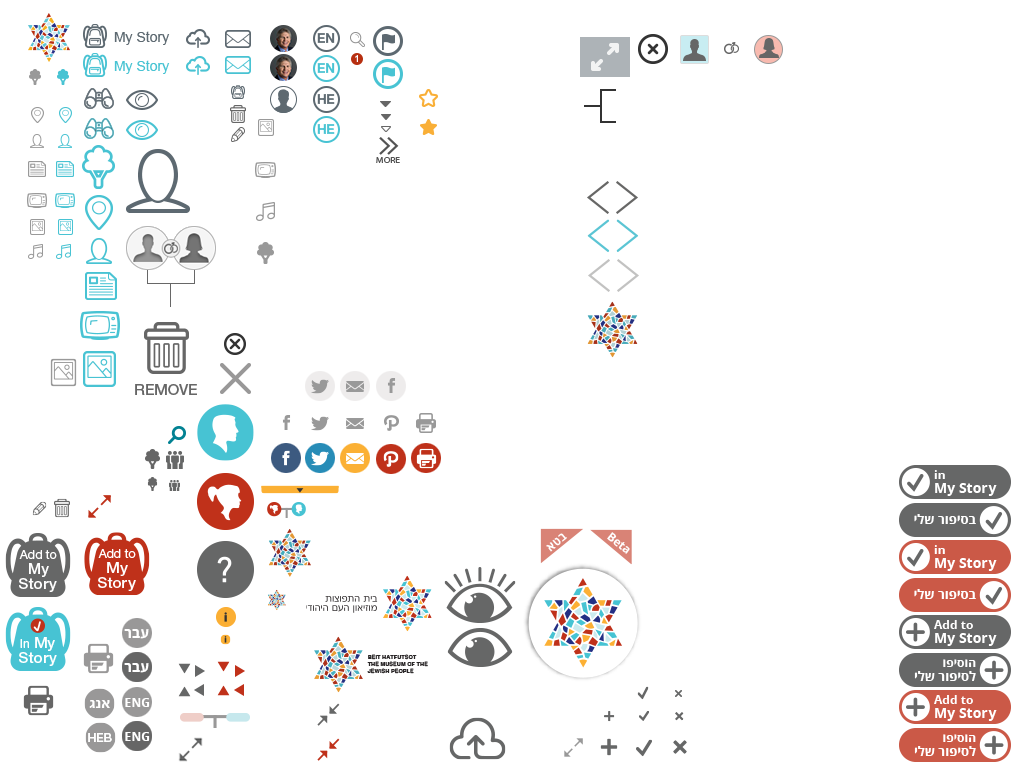 My Story
EN
My Story
1
EN
HE
HE
MORE
REMOVE
f
f
f
בטא
Beta
in
My Story
בסיפור שלי
in
My Story
בסיפור שלי
Add to
My Story
הוסיפו
לסיפור שלי
Add to
My Story
הוסיפו
לסיפור שלי
Add to
My
Story
Add to
My
Story
?
בית התפוצות
מוזיאון העם היהודי
i
i
In My
Story
עבר
עבר
BEIT HATFUTSOT
THE MUSEUM OF THE
JEWISH PEOPLE
אנג
ENG
HEB
ENG